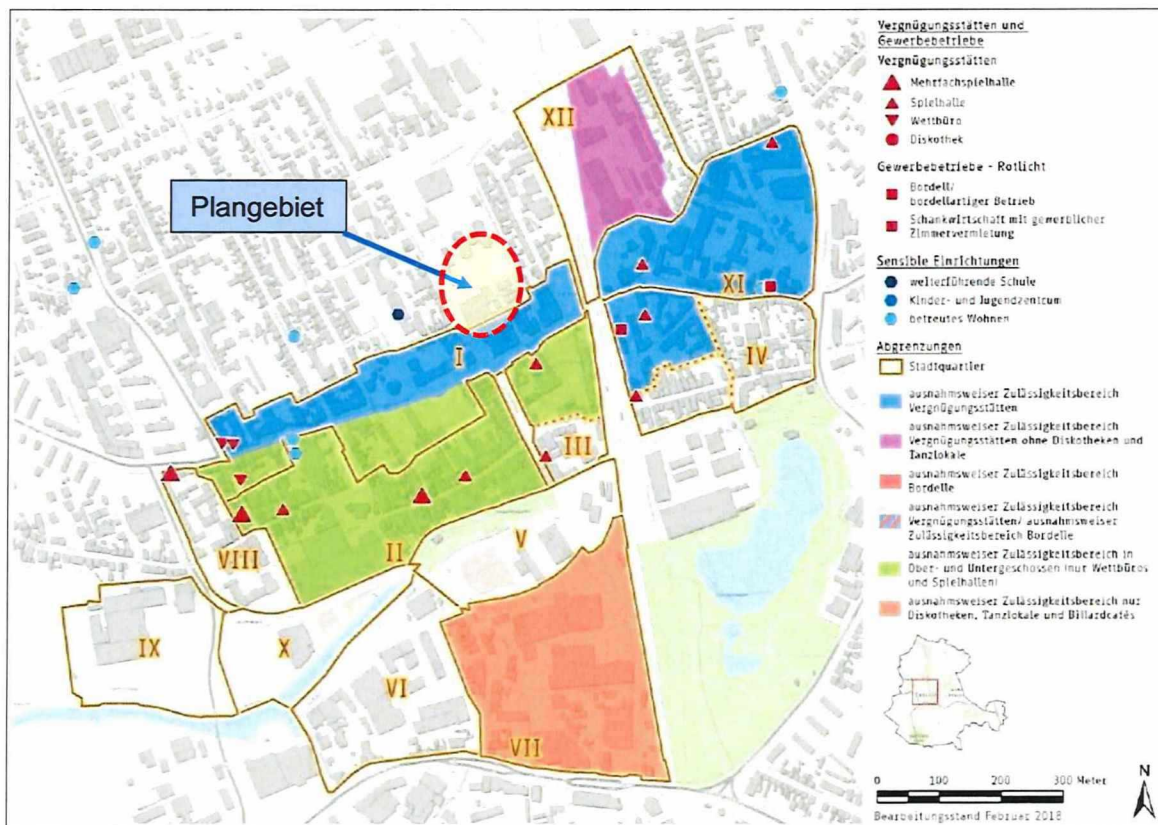 Plangebiet
XII
XI
I
IV
III
II
V
VIII
IX
X
VI
VII
Vergnügungsstätten und
Gewerbebetriebe
Vergnügungsstätten
Mehrfachspielhalle
Spielhalle
Wettbüro
Diskothek
Gewerbebetriebe - Rotlicht
Bordell/
bordellartiger Betrieb
Schankwirtschaft mit gewerblicher
Zimmervermietung
Sensible Einrichtungen
weiterführende Schule
Kinder- und Jugendzentrum
betreutes Wohnen
Abgrenzungen
Stadtquartier
ausnahmsweiser Zulässigkeitsbereich
Vergnügungsstätten
ausnahmsweiser Zulässigkeitsbereich
Vergnügungsstätten ohne Diskotheken und
Tanzlokale
ausnahmsweiser Zulässigkeitsbereich
Bordelle
ausnahmsweiser Zulässigkeitsbereich
Vergnügungsstätten/ ausnahmsweiser
Zulässigkeitsbereich Bordelle
ausnahmsweiser Zulässigkeitsbereich in
Ober- und Untergeschossen (nur Wettbüros
und Spielhallen)
ausnahmsweiser Zulässigkeitsbereich nur
Diskotheken, Tanzlokale und Billardcafés
0 100 200 300 Meter
N
Bearbeitungsstand Februar 2018